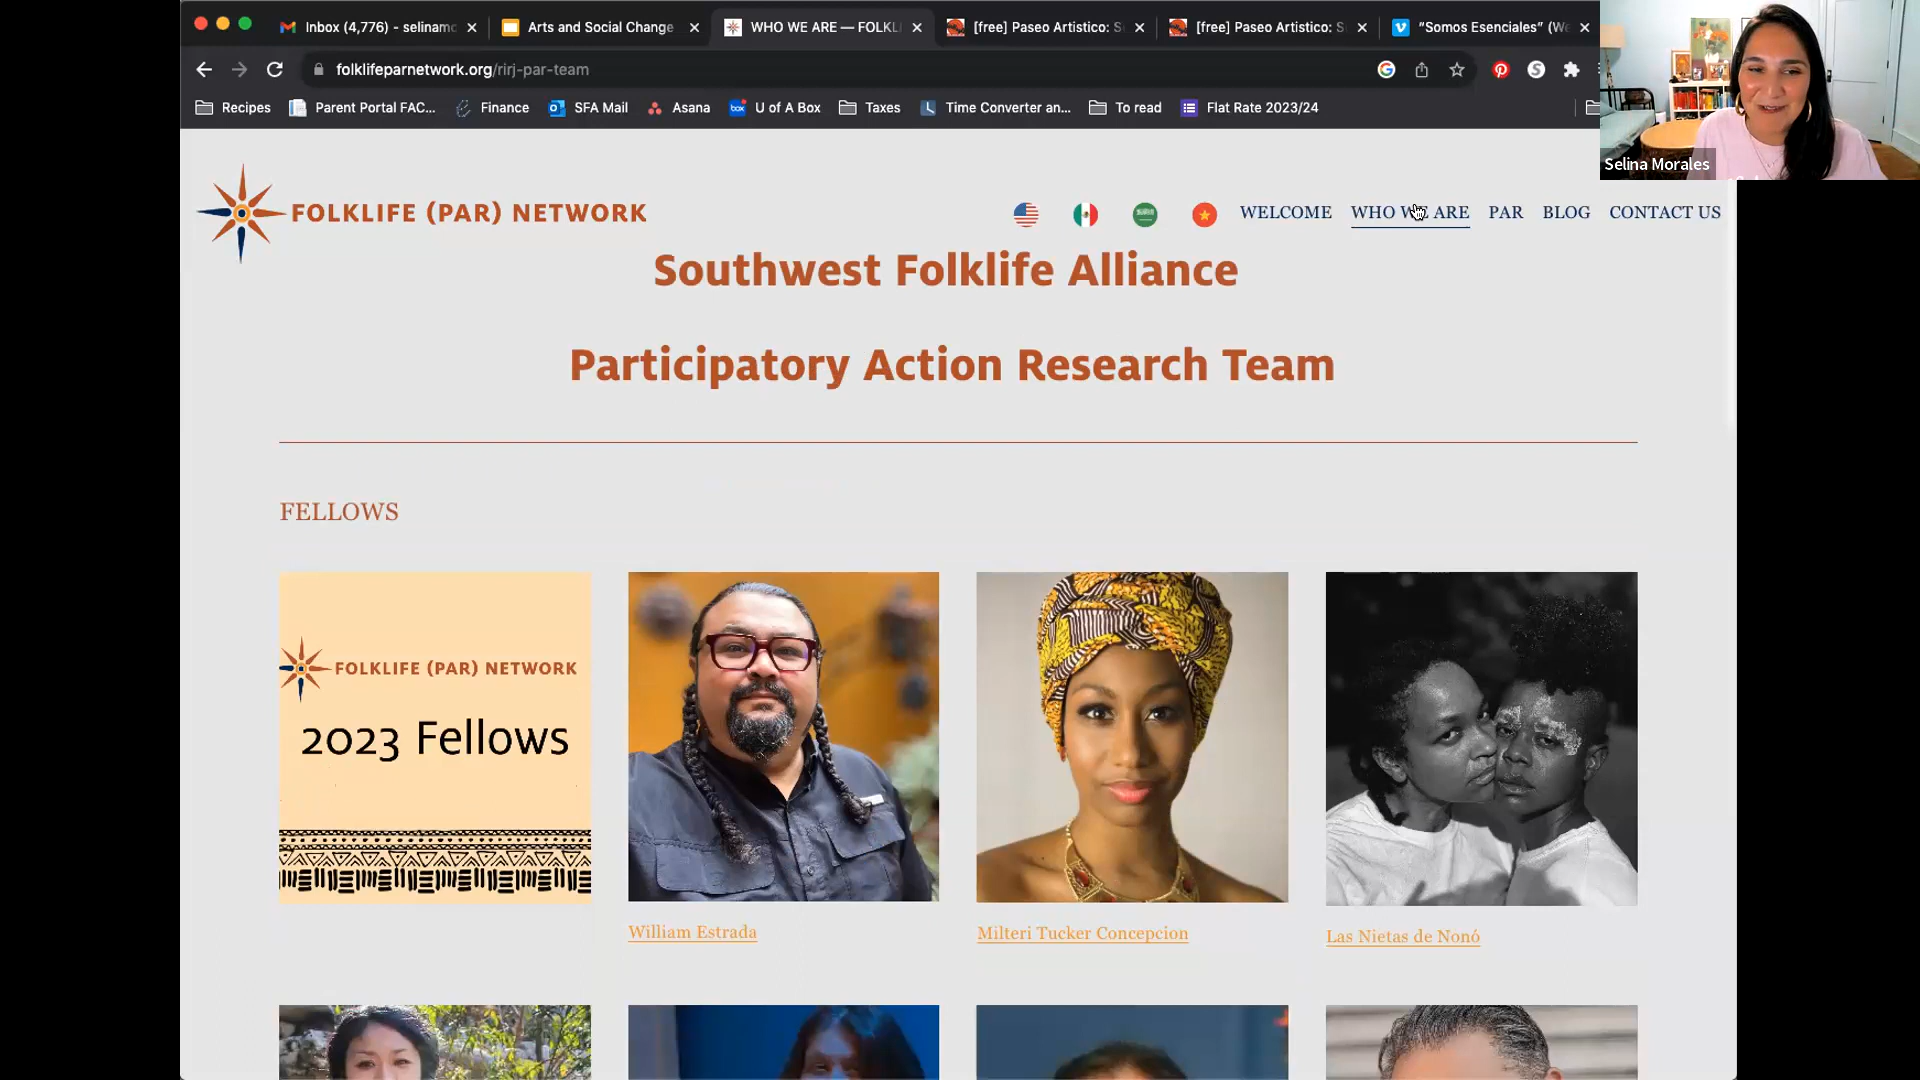 Inbox (4,776) - selinamo
Arts and Social Change
WHO WE ARE — FOLKL
[free] Paseo Artistico: S
[free] Paseo Artistico: S
“Somos Esenciales” (We
folklifeparnetwork.org/rirj-par-team
Recipes
Parent Portal FAC...
Finance
SFA Mail
Asana
U of A Box
Taxes
Time Converter an...
To read
Flat Rate 2023/24
Selina Morales
FOLKLIFE (PAR) NETWORK
WELCOME
WHO WE ARE
PAR
BLOG
CONTACT US
Southwest Folklife Alliance
Participatory Action Research Team
FELLOWS
FOLKLIFE (PAR) NETWORK
2023 Fellows
William Estrada
Milteri Tucker Concepcion
Las Nietas de Nonó